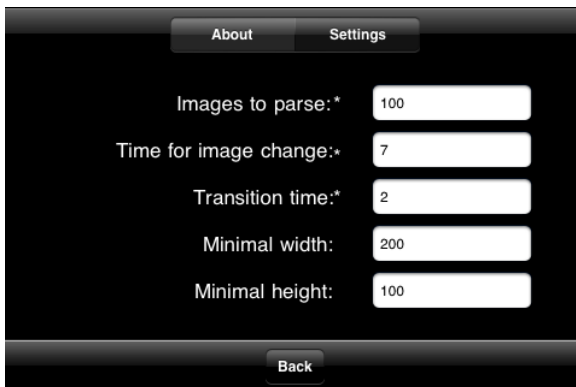 About Settings
Images to parse:* 100
Time for image change:* 7
Transition time:* 2
Minimal width: 200
Minimal height: 100
Back